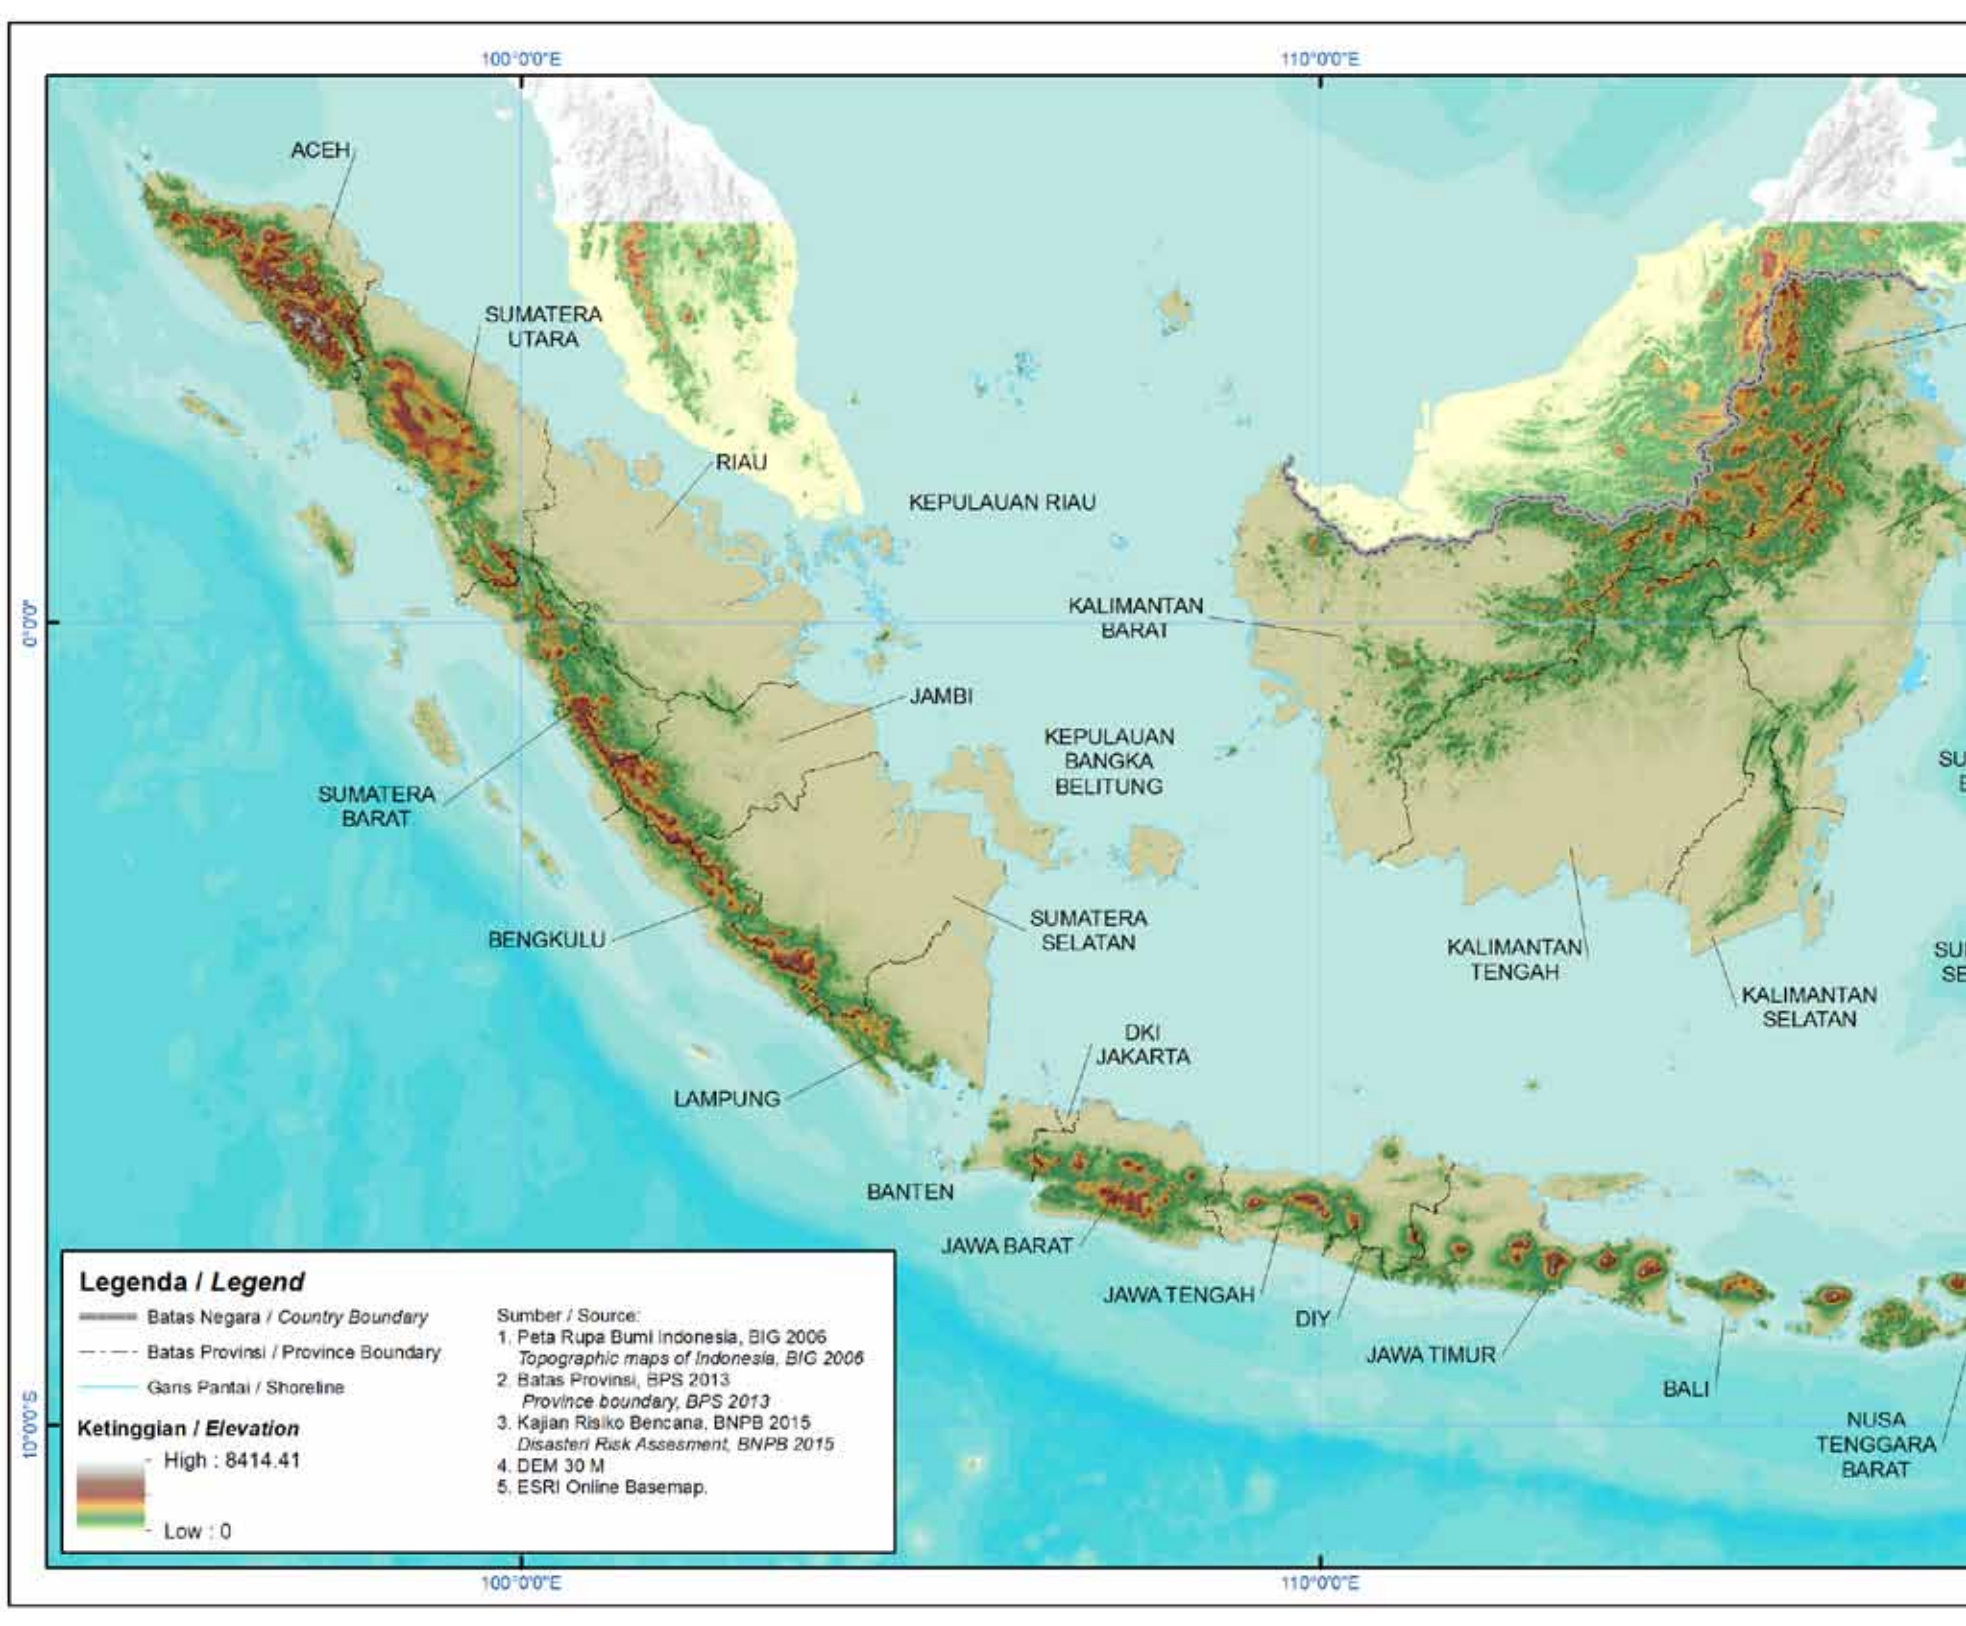 100°0'0"E
110°0'0"E
ACEH
SUMATERA
UTARA
RIAU
KEPULAUAN RIAU
0°0'0"
KALIMANTAN
BARAT
JAMBI
KEPULAUAN
BANGKA
BELITUNG
SUMATERA
BARAT
BENGKULU
SUMATERA
SELATAN
KALIMANTAN
TENGAH
KALIMANTAN
SELATAN
DKI
JAKARTA
LAMPUNG
BANTEN
JAWA BARAT
JAWA TENGAH
DIY
JAWA TIMUR
BALI
NUSA
TENGGARA
BARAT
10°0'0"S
Legenda / Legend
Batas Negara / Country Boundary
Batas Provinsi / Province Boundary
Garis Pantai / Shoreline
Ketinggian / Elevation
High : 8414.41
Low : 0
Sumber / Source:
1. Peta Rupa Bumi Indonesia, BIG 2006
Topographic maps of Indonesia, BIG 2006
2. Batas Provinsi, BPS 2013
Province boundary, BPS 2013
3. Kajian Risiko Bencana, BNPB 2015
Disasteri Risk Assesment, BNPB 2015
4. DEM 30 M
5. ESRI Online Basemap.
100°0'0"E
110°0'0"E